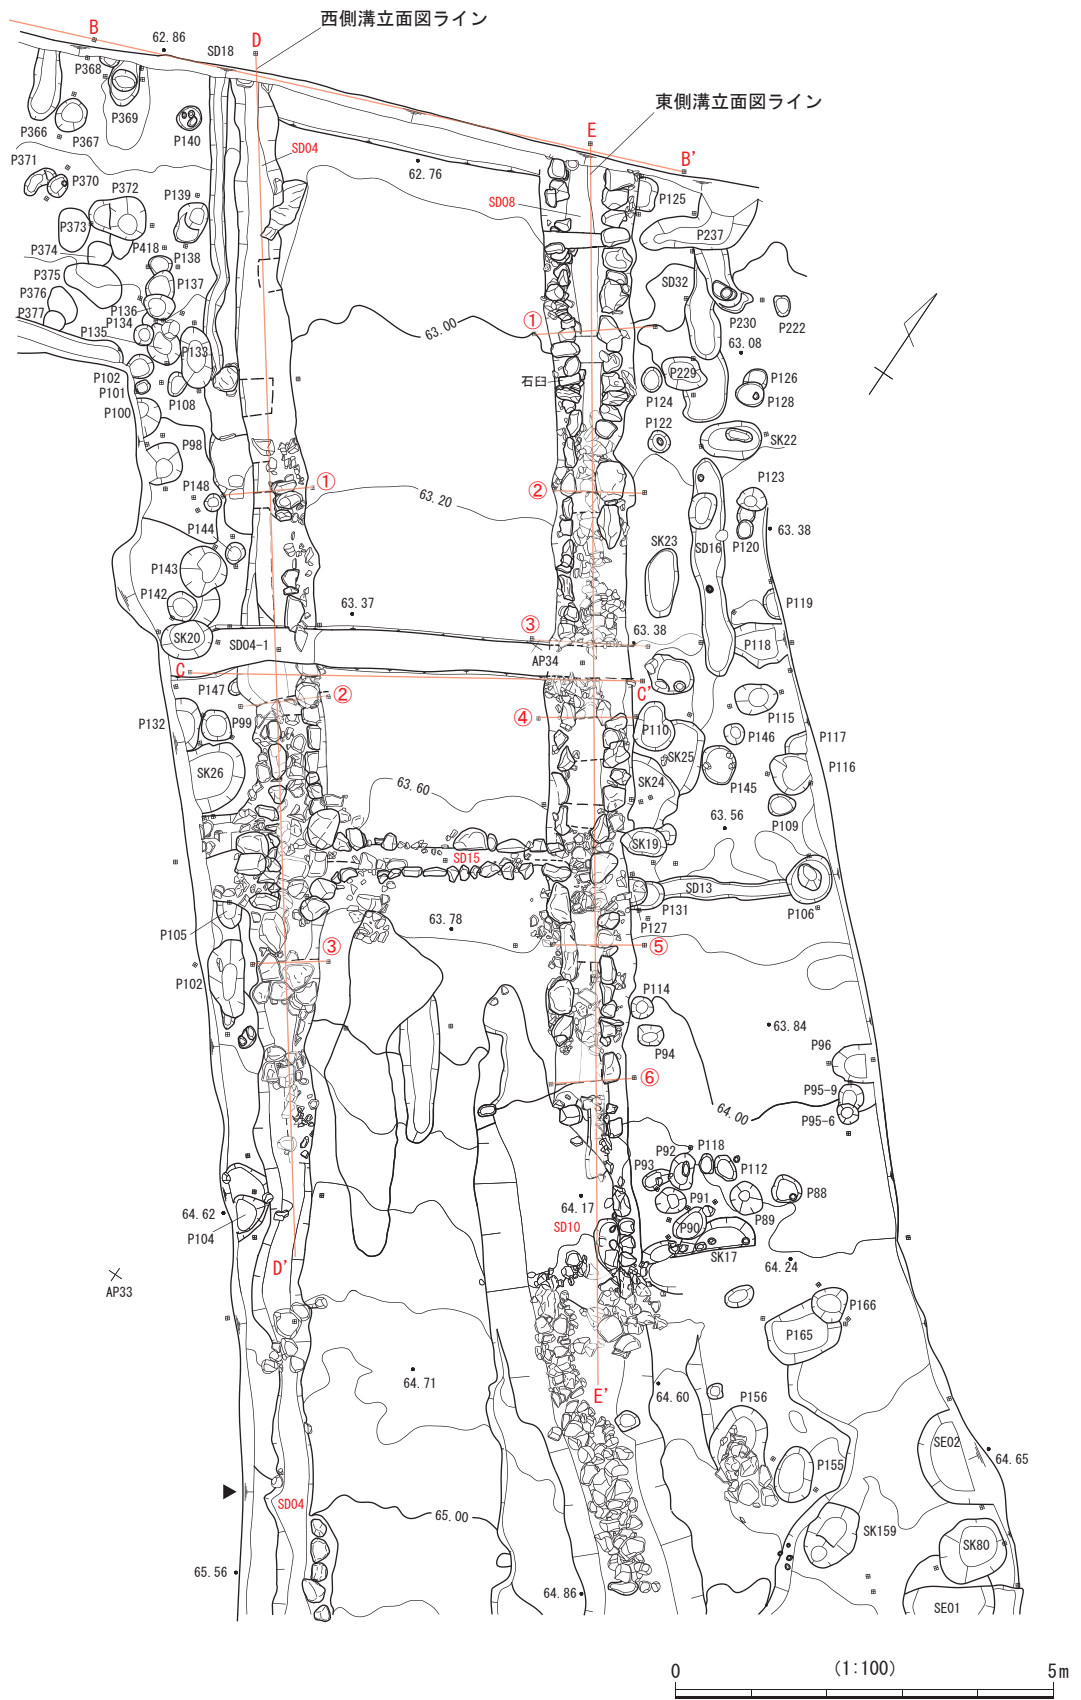 西側溝立面図ライン
B
62.86
D
SD18
P368
東側溝立面図ライン
P369
P366
P367
P140
E
B'
SD04
62.76
P371
P370
P372
P139
SD08
P125
P373
P237
P374
P418
P138
P375
P137
SD32
P376
P136
P377
P134
P135
P230
P222
①
63.00
63.08
P133
P102
石臼
P229
P126
P101
P108
P124
P128
P100
P122
SK22
P98
P148
①
②
P123
63.20
P144
SK23
SD16
P120
63.38
P143
P142
63.37
P119
③
63.38
SK20
SD04-1
AP34
P118
C
C'
P147
②
P115
P132
P99
④
P110
P146
P117
SK25
SK26
P116
SK24
P145
63.60
P109
63.56
SK19
SD15
SD13
P131
P106
63.78
P127
P105
③
⑤
P102
P114
63.84
P94
P96
⑥
P95-9
64.00
P95-6
P92
P118
P93
P112
P88
P91
64.17
64.62
P90
P89
P104
SD10
SK17
64.24
D'
AP33
P166
P165
64.71
64.60
E'
P156
SE02
64.65
P155
SD04
65.00
SK159
SK80
65.56
64.86
SE01
0
(1:100)
5m